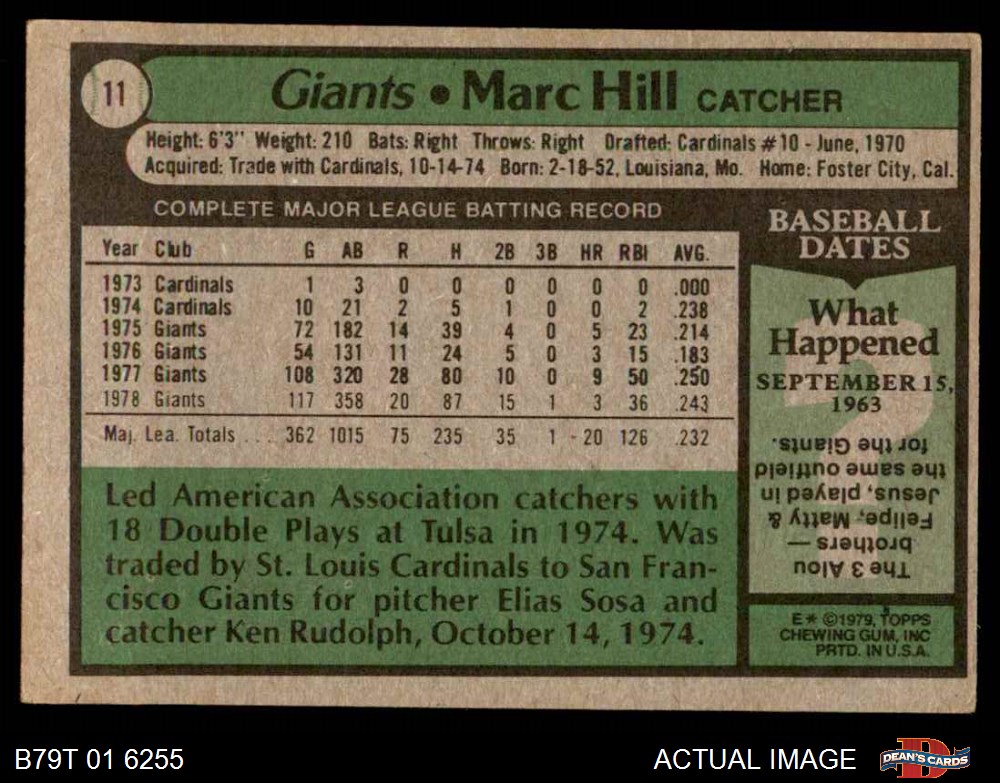 11
Giants • Marc Hill CATCHER
Height: 6'3" Weight: 210 Bats: Right Throws: Right Drafted: Cardinals #10 - June, 1970
Acquired: Trade with Cardinals, 10-14-74 Born: 2-18-52, Louisiana, Mo. Home: Foster City, Cal.
COMPLETE MAJOR LEAGUE BATTING RECORD
Year Club G AB R H 2B 3B HR RBI AVG.
1973 Cardinals 1 3 0 0 0 0 0 0 .000
1974 Cardinals 10 21 2 5 1 0 0 2 .238
1975 Giants 72 182 14 39 4 0 5 23 .214
1976 Giants 54 131 11 24 5 0 3 15 .183
1977 Giants 108 320 28 80 10 0 9 50 .250
1978 Giants 117 358 20 87 15 1 3 36 .243
Maj. Lea. Totals ... 362 1015 75 235 35 1 20 126 .232
Led American Association catchers with
18 Double Plays at Tulsa in 1974. Was
traded by St. Louis Cardinals to San Fran-
cisco Giants for pitcher Elias Sosa and
catcher Ken Rudolph, October 14, 1974.
BASEBALL
DATES
What
Happened
SEPTEMBER 15,
1963
The 3 Alou
brothers —
Felipe, Matty &
Jesus, played in
the same outfield
for the Giants.
E* ©1979, TOPPS
CHEWING GUM, INC
PRTD. IN U.S.A.
B79T 01 6255
ACTUAL IMAGE
DEAN'S CARDS